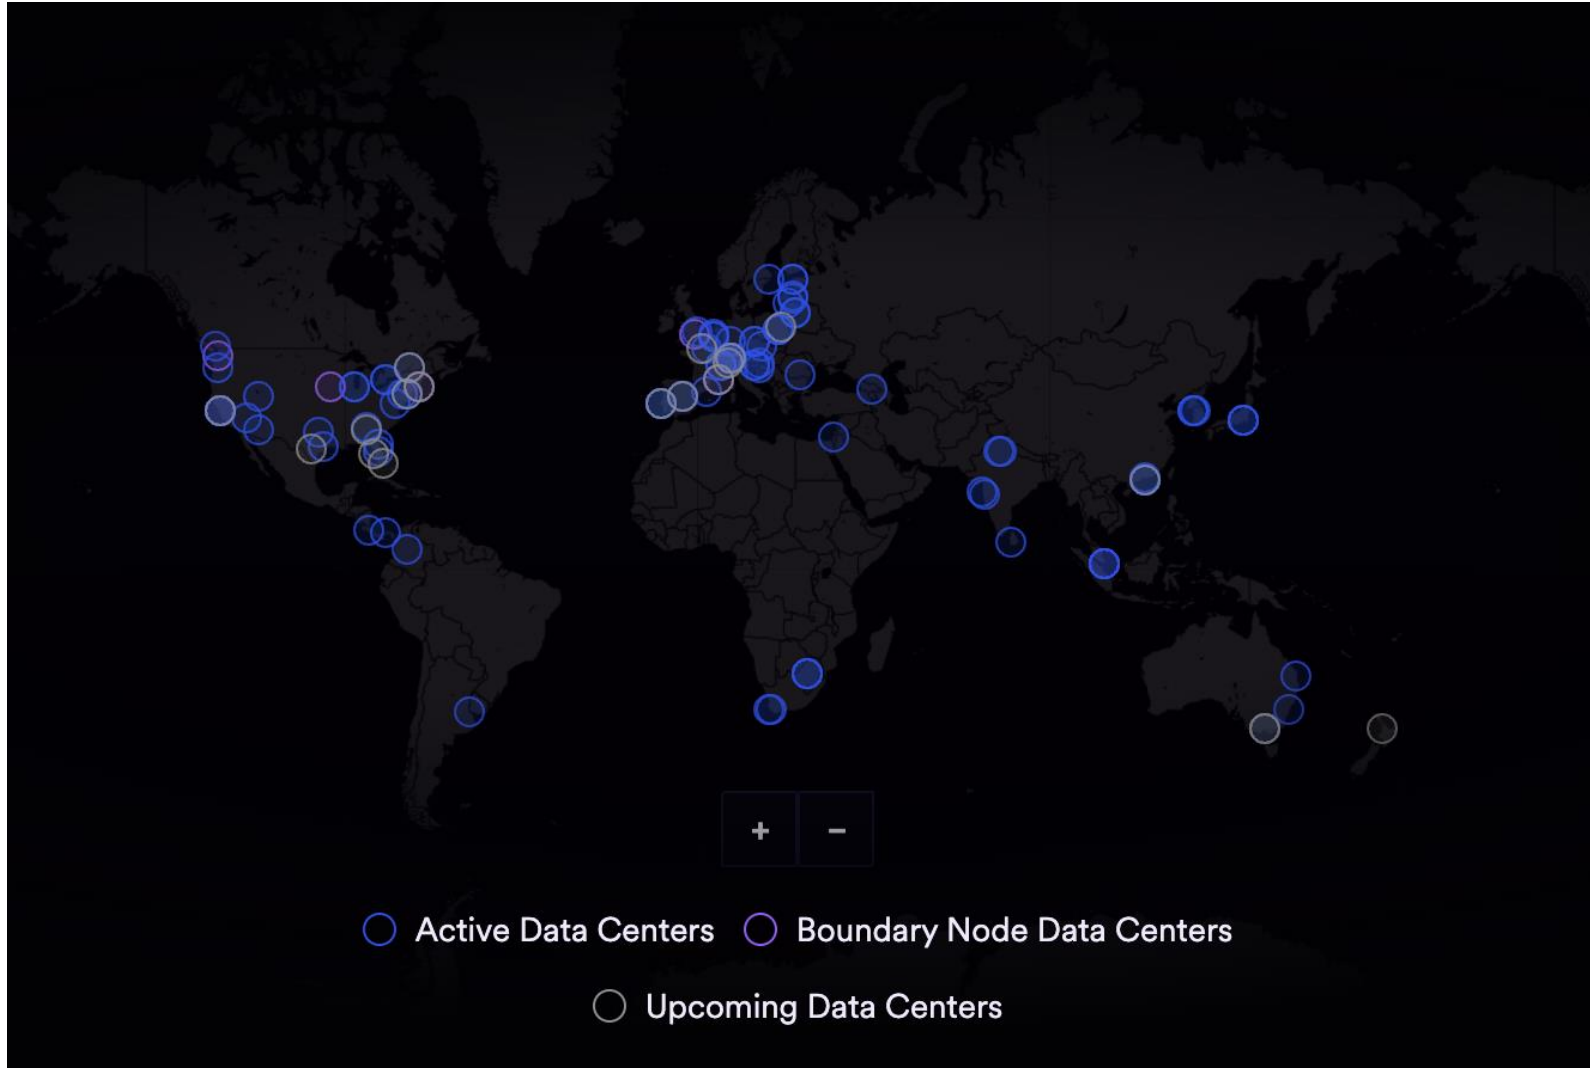 + −
Active Data Centers Boundary Node Data Centers
Upcoming Data Centers